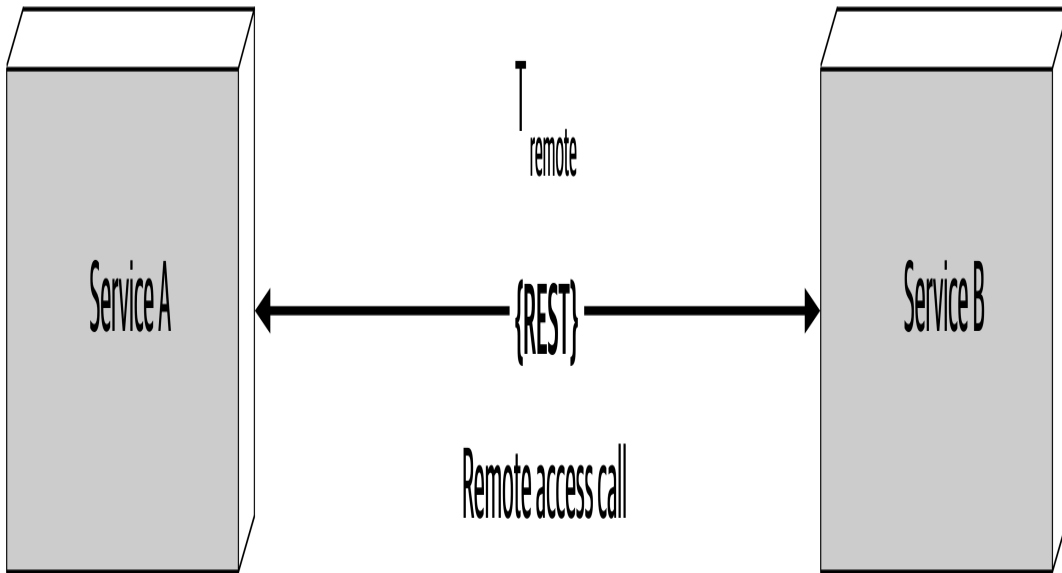 T
remote
Service A
{REST}
Service B
Remote access call